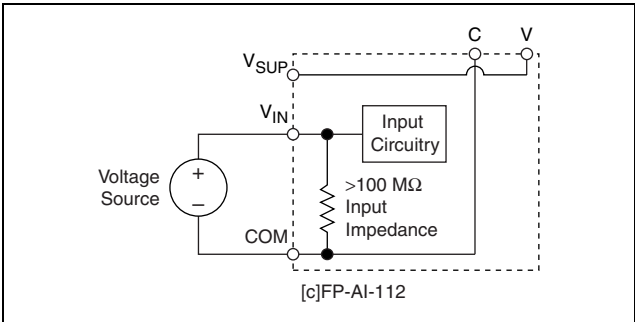 C V
VSUP
VIN
Input
Circuitry
Voltage
Source
+
–
>100 MΩ
Input
Impedance
COM
[c]FP-AI-112